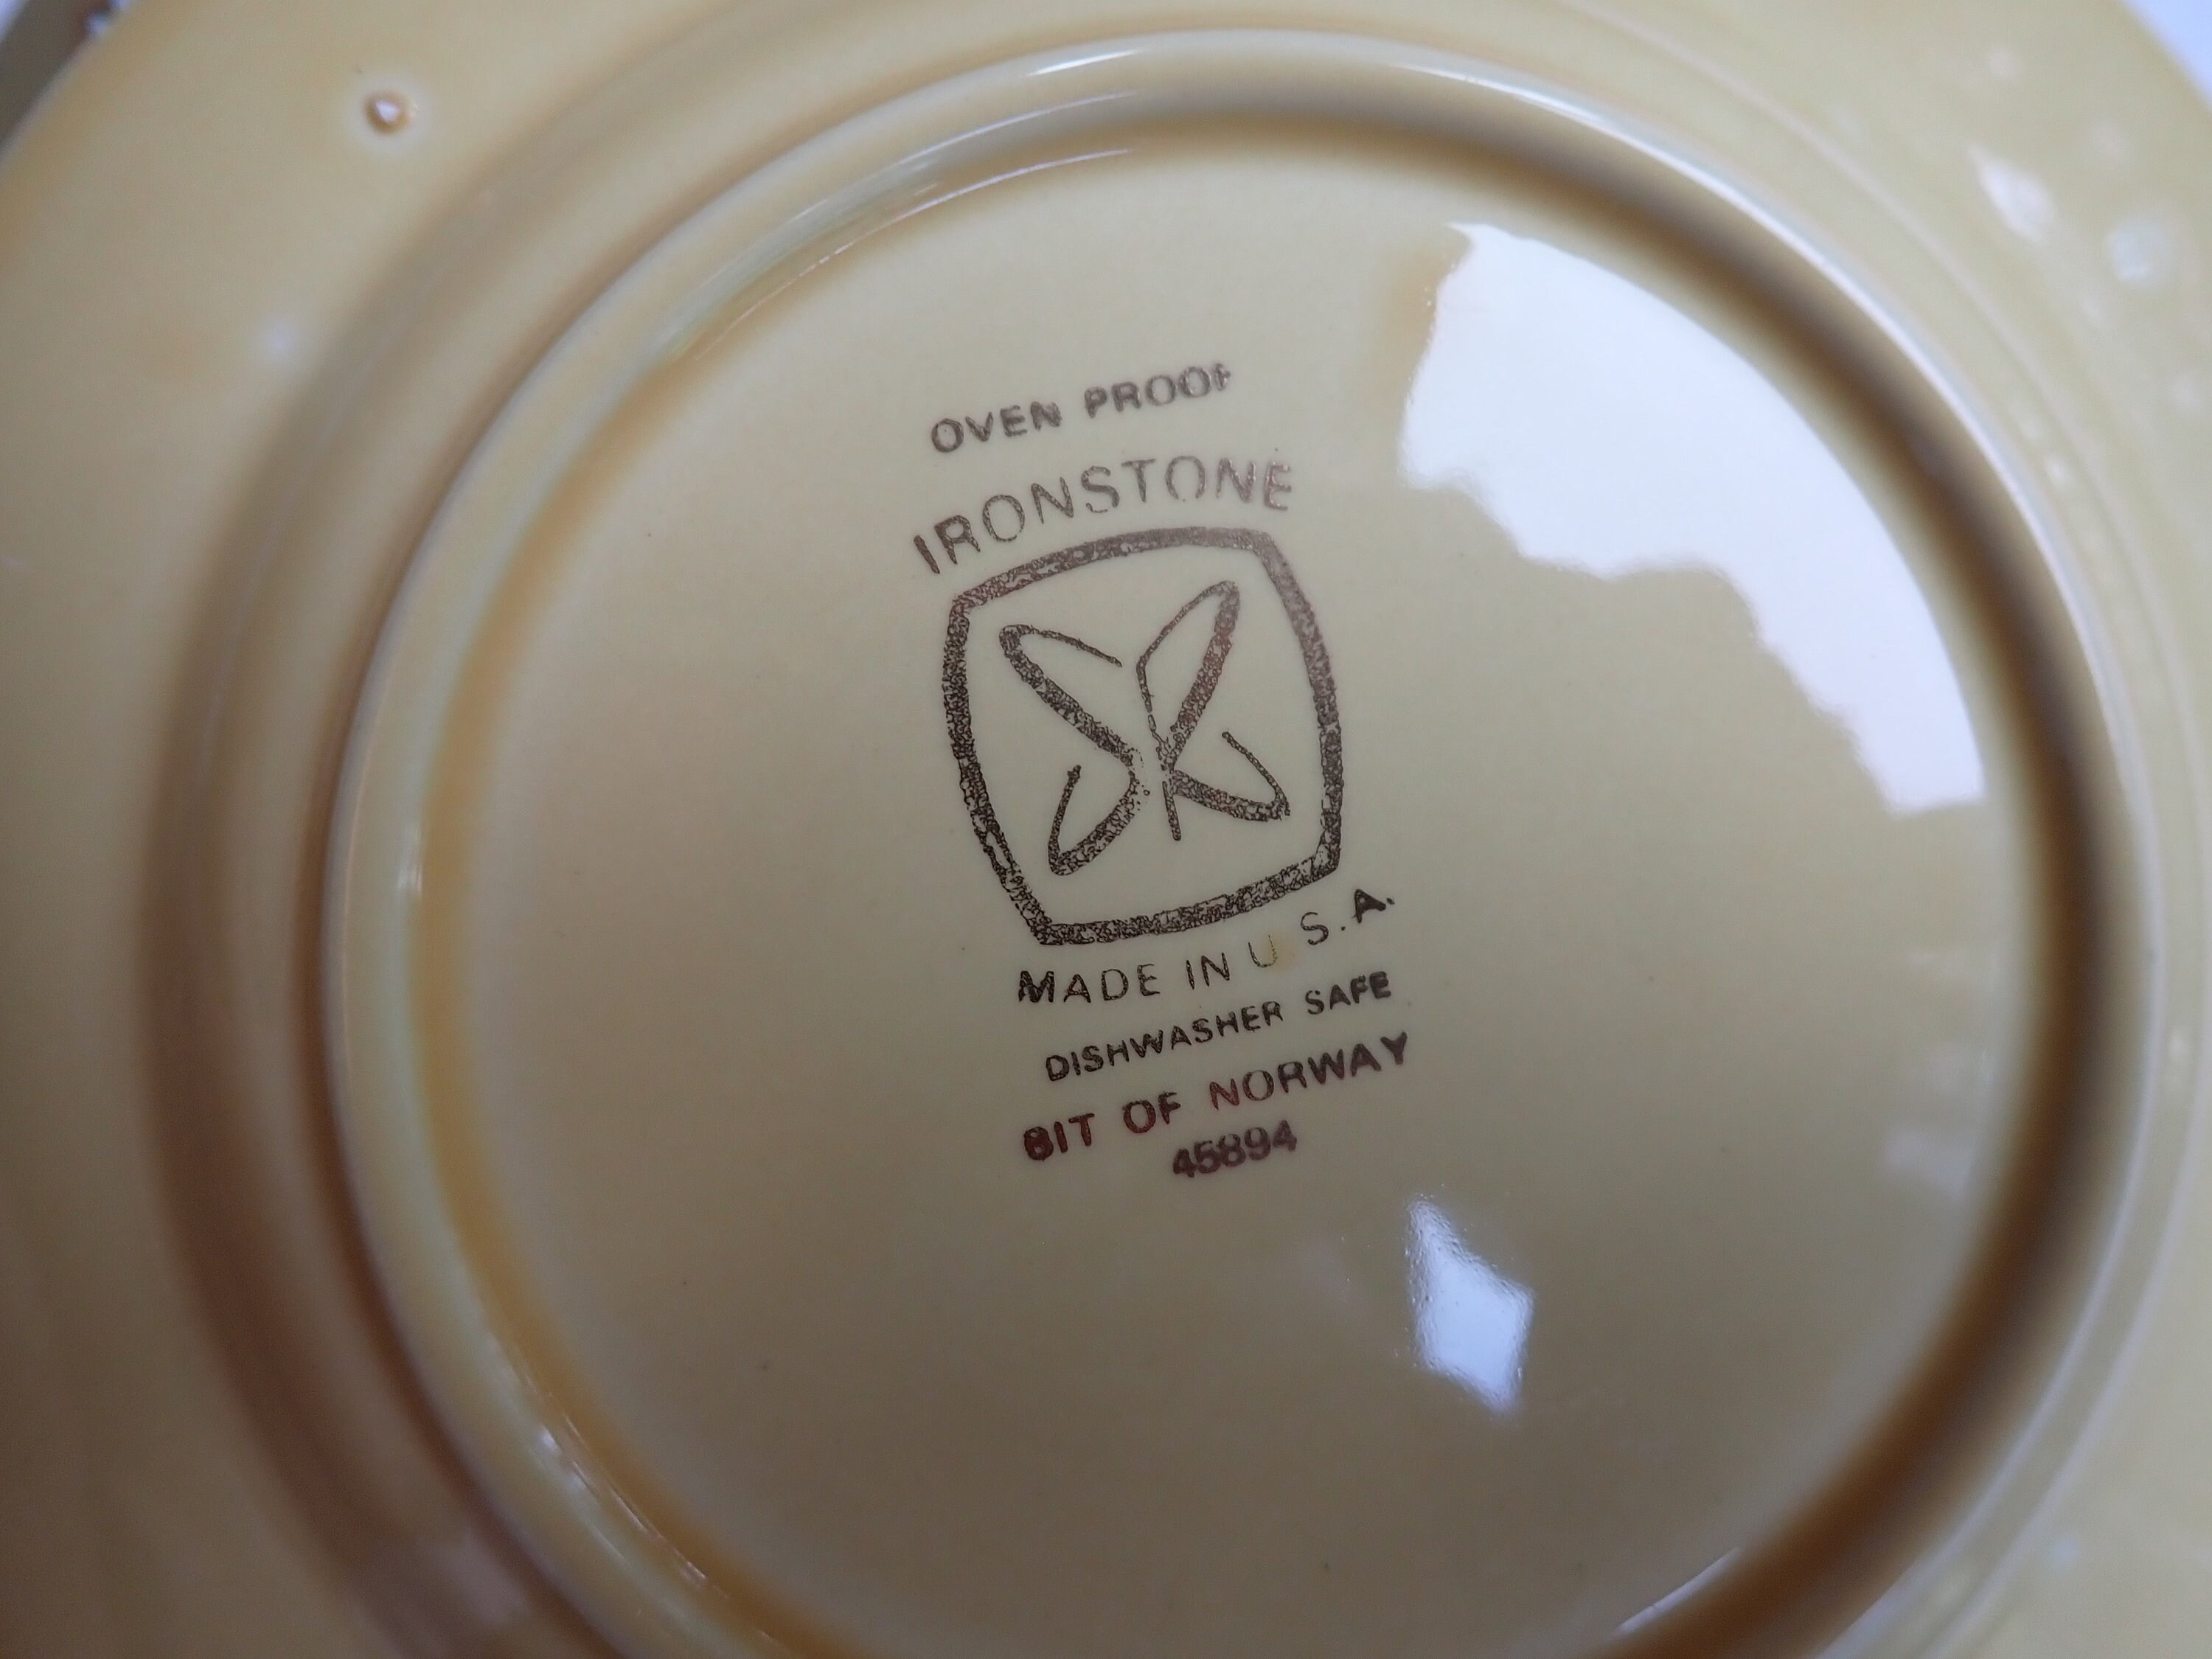 OVEN PROOF
IRONSTONE
MADE IN U.S.A.
DISHWASHER SAFE
BIT OF NORWAY
45894